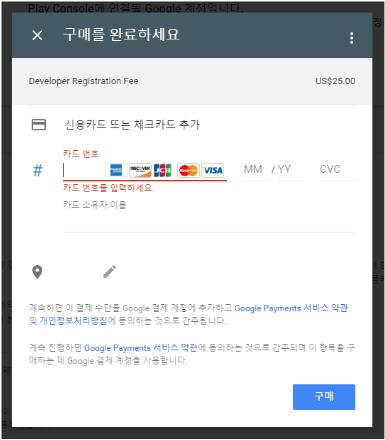 Play Console에 연결될 Google 계정입니다.
구매를 완료하세요
Developer Registration Fee US$25.00
신용카드 또는 체크카드 추가
카드 번호
# AMERICAN EXPRESS DISCOVER JCB MasterCard VISA MM / YY CVC
카드 번호를 입력하세요.
카드 소유자 이름
계속하면 이 결제 수단을 Google 결제 계정에 추가하고 Google Payments 서비스 약관
및 개인정보처리방침에 동의하는 것으로 간주됩니다.
계속 진행하면 Google Payments 서비스 약관에 동의하는 것으로 간주되며 이 항목을 구
매하는 데 Google 결제 계정을 사용합니다.
구매